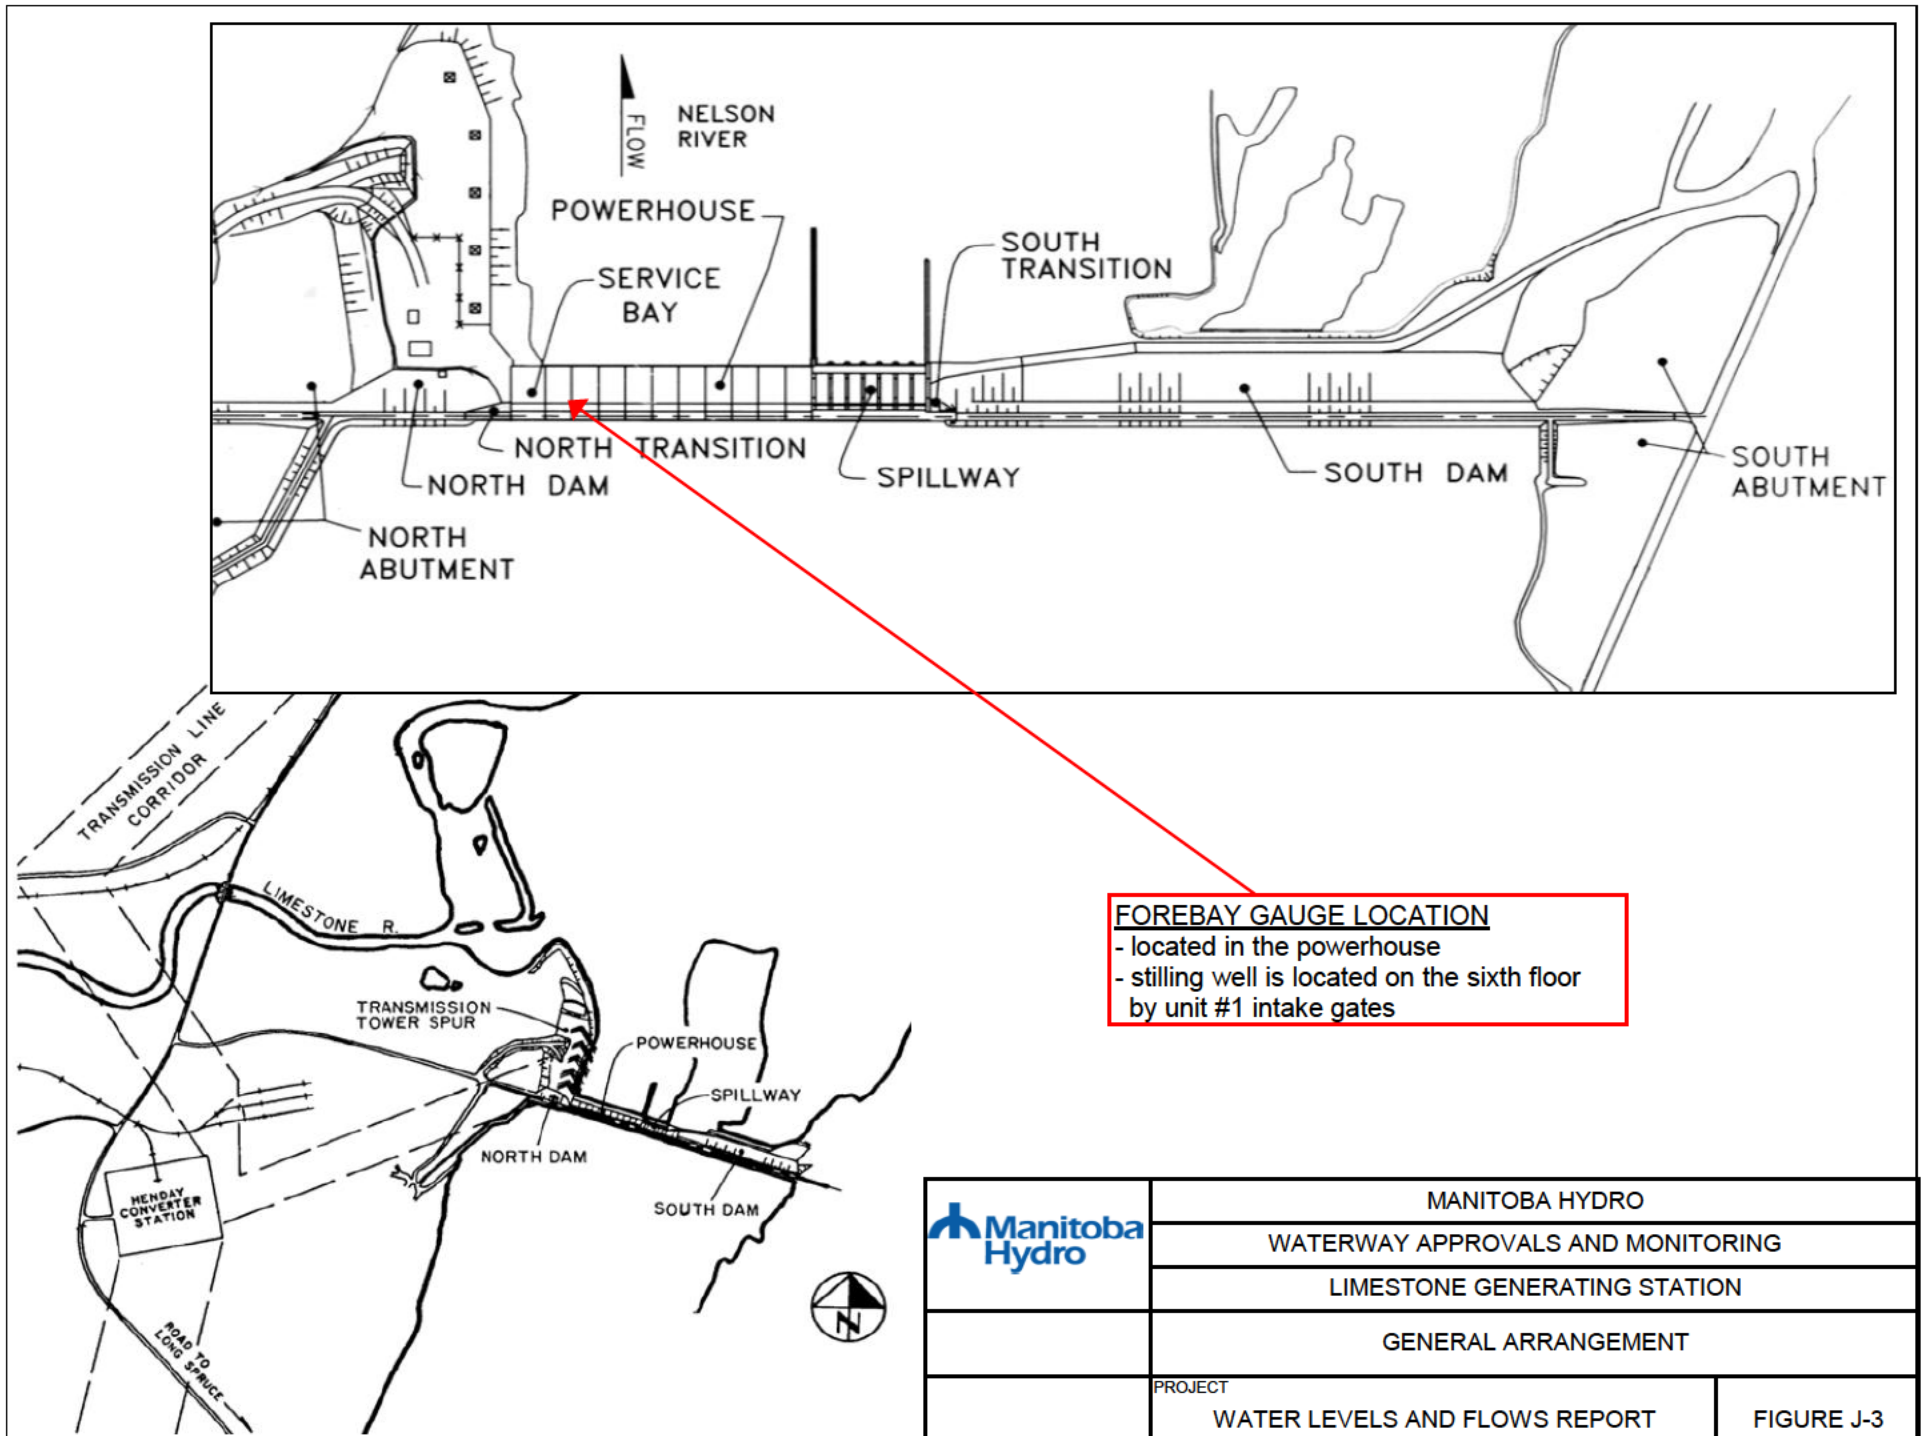 NELSON
RIVER
FLOW
POWERHOUSE
SERVICE
BAY
SOUTH
TRANSITION
NORTH TRANSITION
NORTH DAM
SPILLWAY
SOUTH DAM
SOUTH
ABUTMENT
NORTH
ABUTMENT
TRANSMISSION LINE
CORRIDOR
LIMESTONE R.
TRANSMISSION
TOWER SPUR
POWERHOUSE
SPILLWAY
NORTH DAM
SOUTH DAM
HENDAY
CONVERTER
STATION
ROAD TO
LONG SPRUCE
N
FOREBAY GAUGE LOCATION
- located in the powerhouse
- stilling well is located on the sixth floor
by unit #1 intake gates
Manitoba
Hydro
MANITOBA HYDRO
WATERWAY APPROVALS AND MONITORING
LIMESTONE GENERATING STATION
GENERAL ARRANGEMENT
PROJECT
WATER LEVELS AND FLOWS REPORT
FIGURE J-3